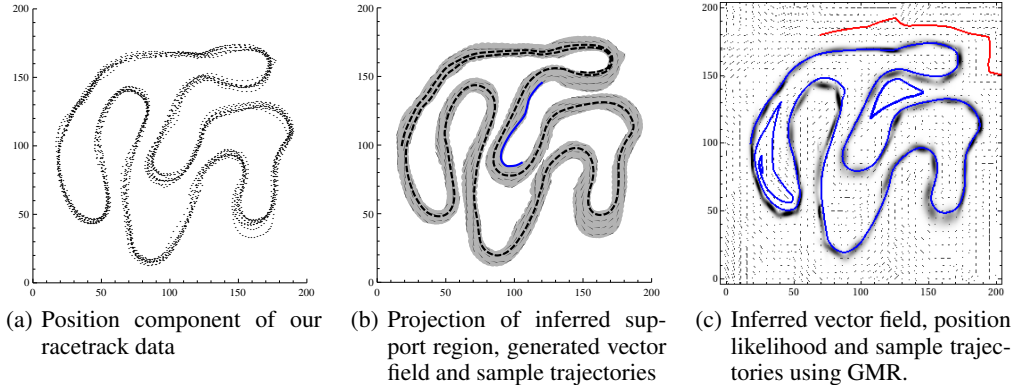 200
150
100
50
0
0 50 100 150 200
200
150
100
50
0
0 50 100 150 200
200
150
100
50
0
0 50 100 150 200
(a) Position component of our
racetrack data
(b) Projection of inferred sup-
port region, generated vector
field and sample trajectories
(c) Inferred vector field, position
likelihood and sample trajec-
tories using GMR.